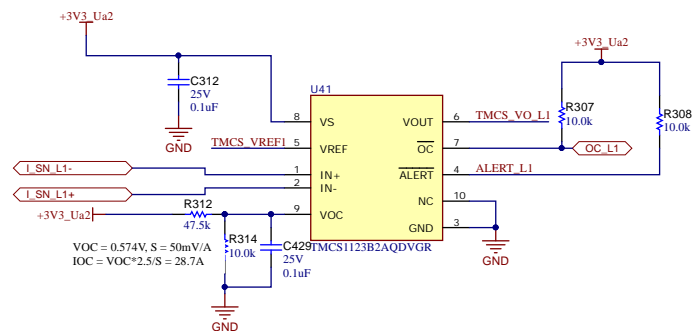 +3V3_Ua2
C312
25V
0.1uF
GND
U41
8 VS
VOUT 6 TMCS_VO_L1
TMCS_VREF1 5 VREF
OC 7 OC_L1
I_SN_L1- 1 IN+
I_SN_L1+ 2 IN-
ALERT 4 ALERT_L1
+3V3_Ua2 R312 9 VOC
47.5k
NC 10
GND 3
GND
TMCS1123B2AQDVGR
+3V3_Ua2
R307
10.0k
R308
10.0k
VOC = 0.574V, S = 50mV/A
IOC = VOC*2.5/S = 28.7A
R314
10.0k
C429
25V
0.1uF
GND